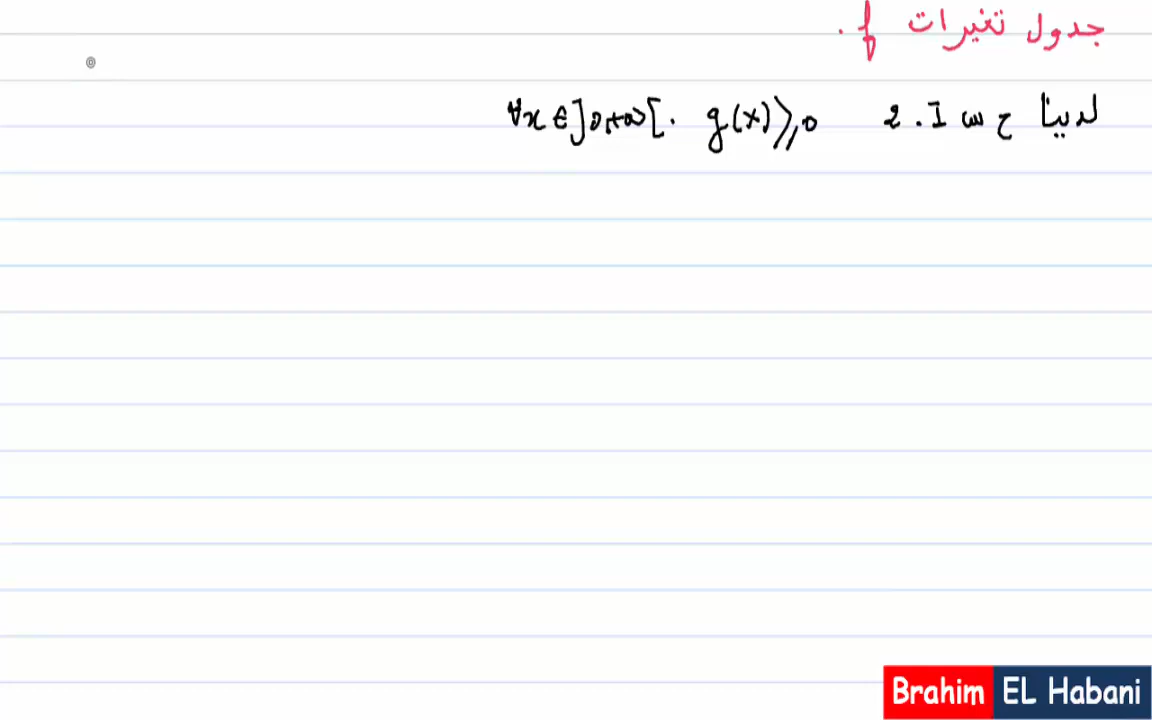 جدول تغيرات f.
لدينا ح س I.2 ∀x∈]0,+∞[. g(x)⩾0
Brahim EL Habani